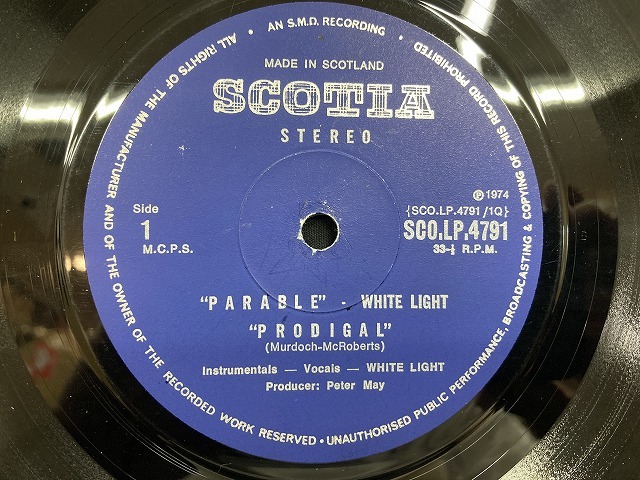 • AN S.M.D. RECORDING •
ALL RIGHTS OF THE MANUFACTURER AND OF THE OWNER OF THE RECORDED WORK RESERVED • UNAUTHORISED PUBLIC PERFORMANCE, BROADCASTING & COPYING OF THIS RECORD PROHIBITED
MADE IN SCOTLAND
SCOTIA
STEREO
Ⓟ 1974
Side
1
M.C.P.S.
{SCO.LP.4791/1Q}
SCO.LP.4791
33-⅓ R.P.M.
"PARABLE" - WHITE LIGHT
"PRODIGAL"
(Murdoch-McRoberts)
Instrumentals — Vocals — WHITE LIGHT
Producer: Peter May